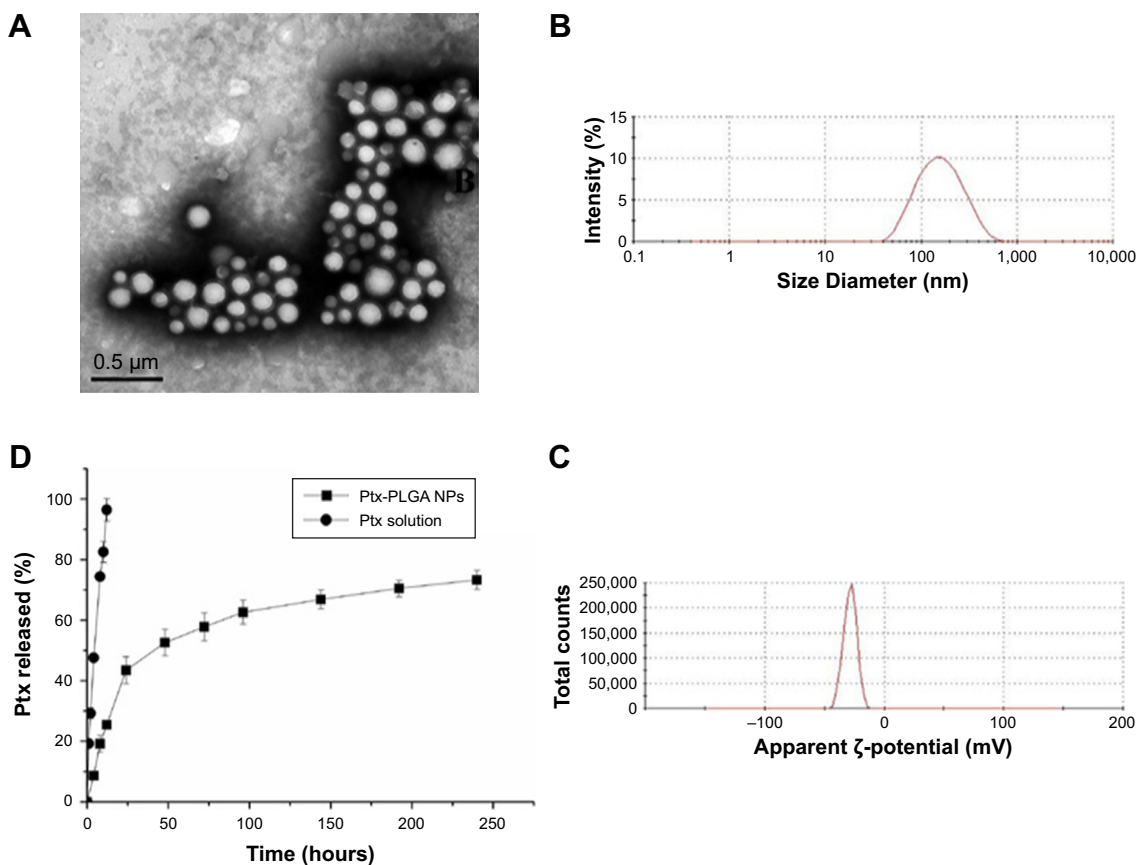 A
B
0.5 µm
B
Intensity (%)
15
10
5
0
0.1
1
10
100
1,000
10,000
Size Diameter (nm)
D
Ptx released (%)
100
80
60
40
20
0
0
50
100
150
200
250
Time (hours)
Ptx-PLGA NPs
Ptx solution
C
Total counts
250,000
200,000
150,000
100,000
50,000
0
–100
0
100
200
Apparent ζ-potential (mV)